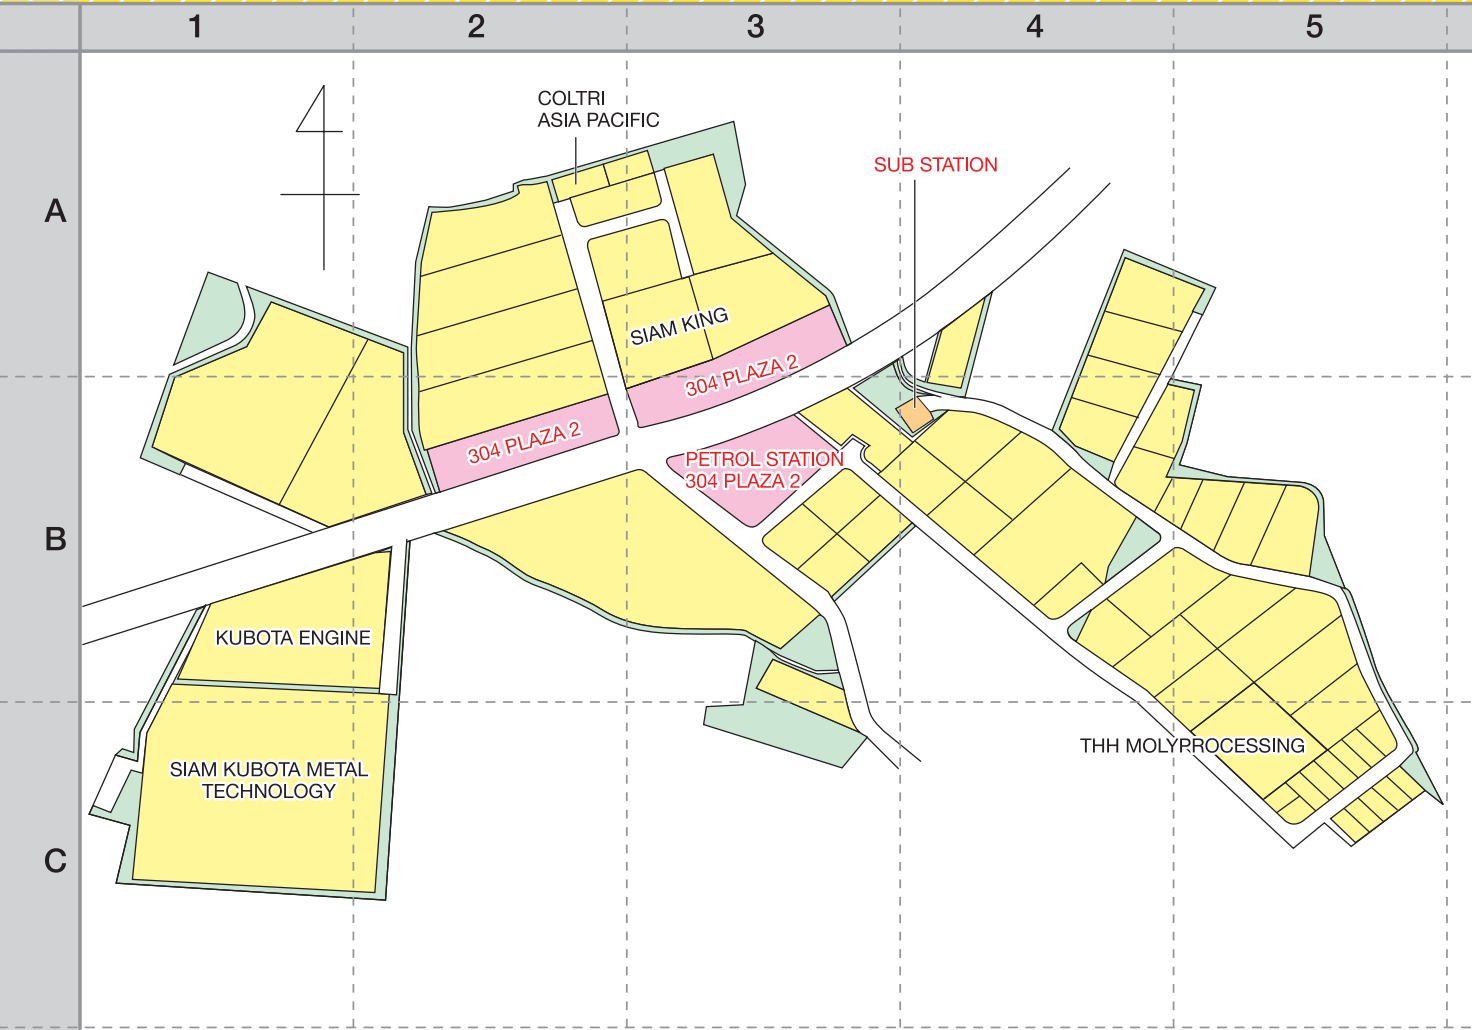 1 2 3 4 5
COLTRI
ASIA PACIFIC
SUB STATION
A
SIAM KING
304 PLAZA 2
304 PLAZA 2
PETROL STATION
304 PLAZA 2
B
KUBOTA ENGINE
THH MOLYPROCESSING
SIAM KUBOTA METAL
TECHNOLOGY
C